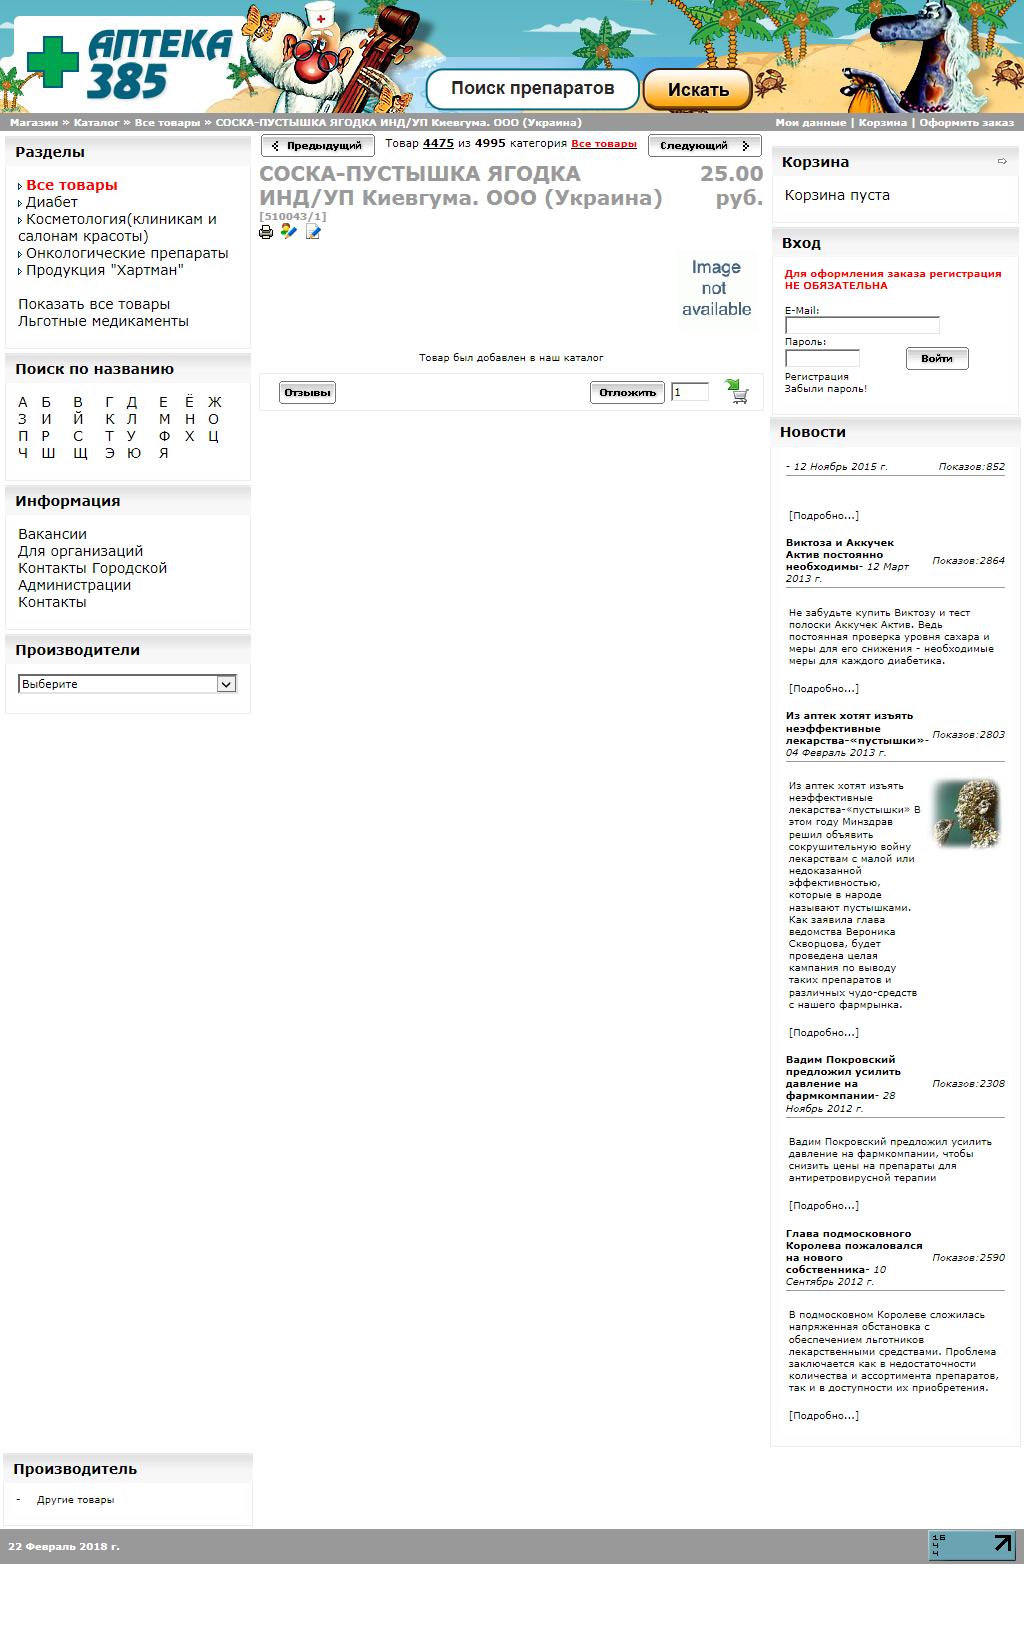 АПТЕКА
385
Поиск препаратов
Искать
Магазин » Каталог » Все товары » СОСКА-ПУСТЫШКА ЯГОДКА ИНД/УП Киевгума. ООО (Украина)
Мои данные | Корзина | Оформить заказ
Разделы
Все товары
Диабет
Косметология(клиникам и
салонам красоты)
Онкологические препараты
Продукция "Хартман"
Показать все товары
Льготные медикаменты
Поиск по названию
А Б В Г Д Е Ё Ж
З И Й К Л М Н О
П Р С Т У Ф Х Ц
Ч Ш Щ Э Ю Я
Информация
Вакансии
Для организаций
Контакты Городской
Администрации
Контакты
Производители
Выберите
Предыдущий
Товар 4475 из 4995 категория Все товары
Следующий
СОСКА-ПУСТЫШКА ЯГОДКА
ИНД/УП Киевгума. ООО (Украина)
[510043/1]
25.00
руб.
Image
not
available
Товар был добавлен в наш каталог
Отзывы
Отложить
1
Корзина
Корзина пуста
Вход
Для оформления заказа регистрация
НЕ ОБЯЗАТЕЛЬНА
E-Mail:
Пароль:
Войти
Регистрация
Забыли пароль!
Новости
- 12 Ноябрь 2015 г.
Показов:852
[Подробно...]
Виктоза и Аккучек
Актив постоянно
необходимы- 12 Март
2013 г.
Показов:2864
Не забудьте купить Виктозу и тест
полоски Аккучек Актив. Ведь
постоянная проверка уровня сахара и
меры для его снижения - необходимые
меры для каждого диабетика.
[Подробно...]
Из аптек хотят изъять
неэффективные
лекарства-«пустышки»-
04 Февраль 2013 г.
Показов:2803
Из аптек хотят изъять
неэффективные
лекарства-«пустышки» В
этом году Минздрав
решил объявить
сокрушительную войну
лекарствам с малой или
недоказанной
эффективностью,
которые в народе
называют пустышками.
Как заявила глава
ведомства Вероника
Скворцова, будет
проведена целая
кампания по выводу
таких препаратов и
различных чудо-средств
с нашего фармрынка.
[Подробно...]
Вадим Покровский
предложил усилить
давление на
фармкомпании- 28
Ноябрь 2012 г.
Показов:2308
Вадим Покровский предложил усилить
давление на фармкомпании, чтобы
снизить цены на препараты для
антиретровирусной терапии
[Подробно...]
Глава подмосковного
Королева пожаловался
на нового
собственника- 10
Сентябрь 2012 г.
Показов:2590
В подмосковном Королеве сложилась
напряженная обстановка с
обеспечением льготников
лекарственными средствами. Проблема
заключается как в недостаточности
количества и ассортимента препаратов,
так и в доступности их приобретения.
[Подробно...]
Производитель
- Другие товары
22 Февраль 2018 г.
16
4
4